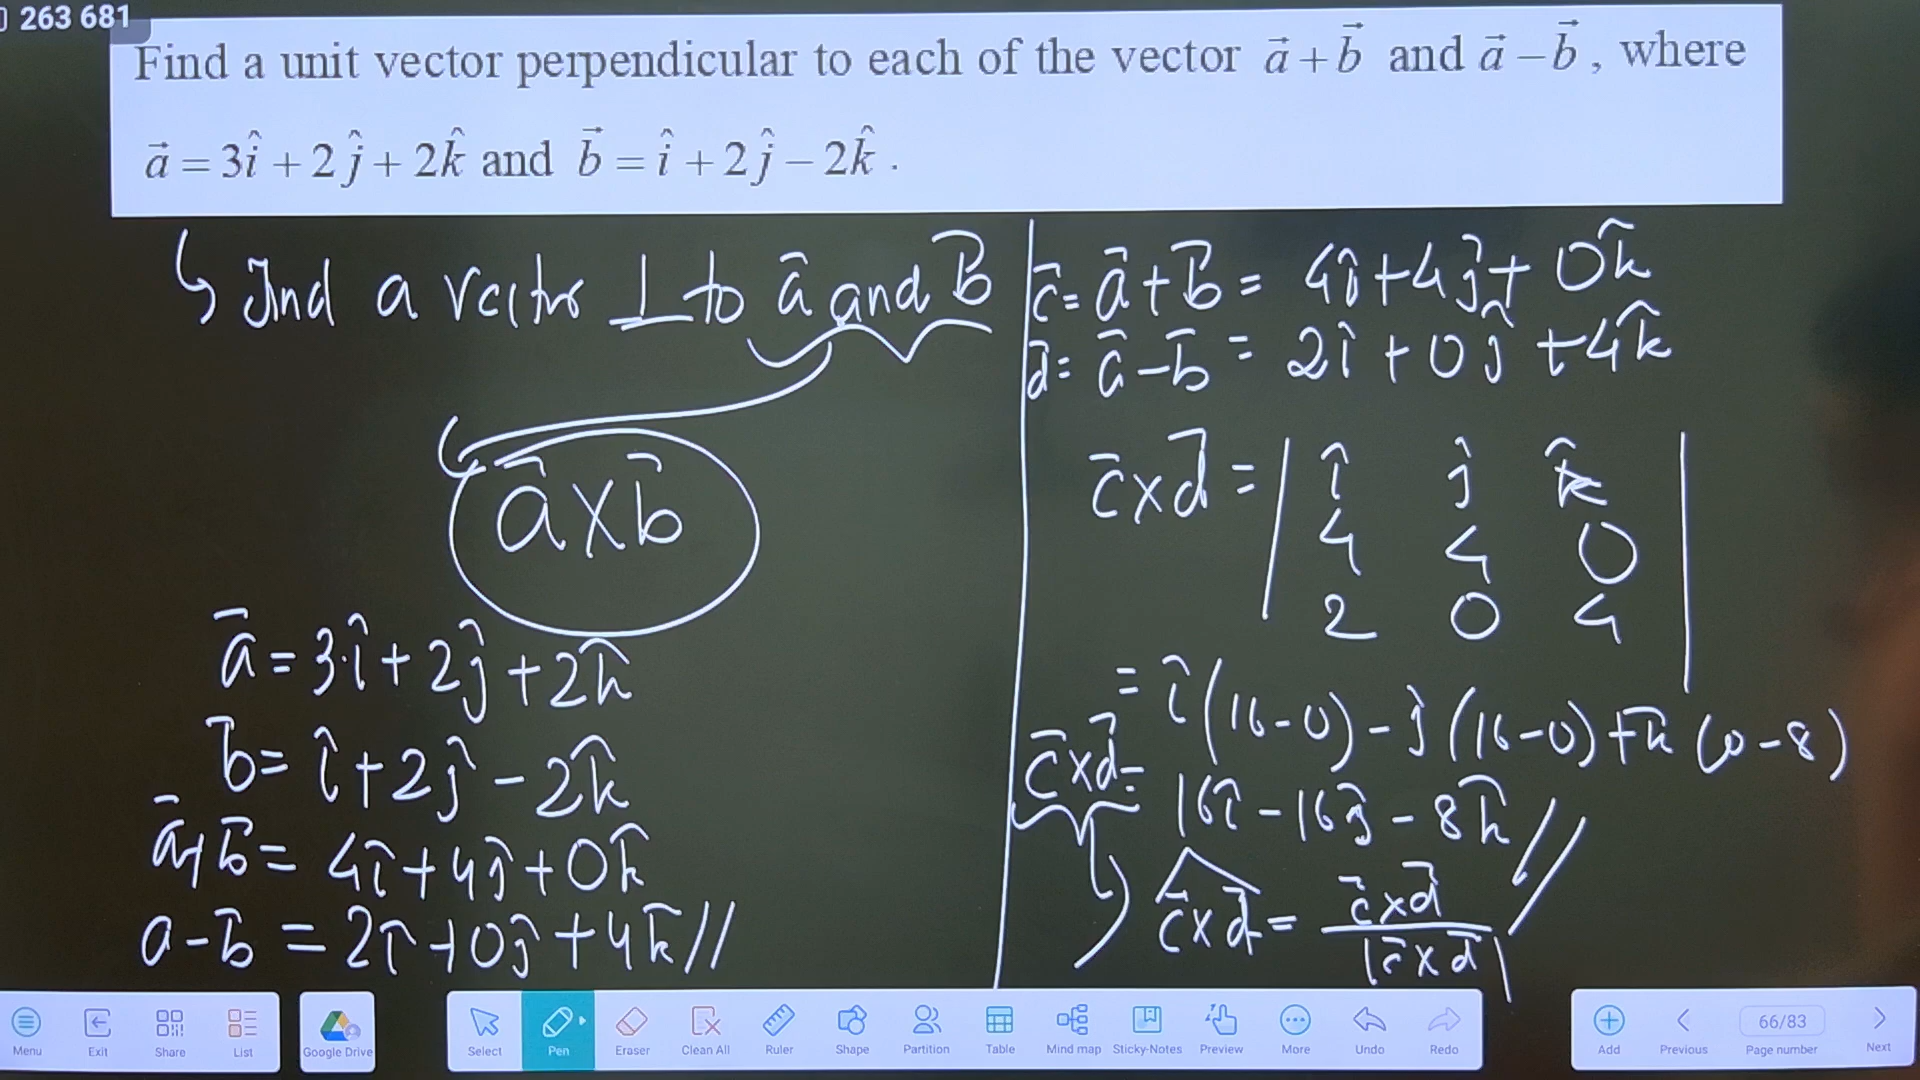 263 681
Find a unit vector perpendicular to each of the vector a⃗ + b⃗ and a⃗ − b⃗, where
a⃗ = 3î + 2ĵ + 2k̂ and b⃗ = î + 2ĵ − 2k̂.
↳ Find a vector ⊥ to a⃗ and b⃗
a⃗ × b⃗
a⃗ = 3·î + 2ĵ + 2k̂
b⃗ = î + 2ĵ − 2k̂
a⃗ + b⃗ = 4î + 4ĵ + 0k̂
a − b⃗ = 2î + 0ĵ + 4k̂ //
c⃗ = a⃗ + b⃗ = 4î + 4ĵ + 0k̂
d⃗ = a⃗ − b⃗ = 2î + 0ĵ + 4k̂
c⃗ × d⃗ = | î ĵ k̂
4 4 0
2 0 4 |
= î (16 − 0) − ĵ (16 − 0) + k̂ (0 − 8)
c⃗ × d⃗ = 16î − 16ĵ − 8k̂ //
c⃗ × d⃗ = c⃗ × d⃗ / |c⃗ × d⃗|
Menu Exit Share List Google Drive Select Pen Eraser Clean All Ruler Shape Partition Table Mind map Sticky-Notes Preview More Undo Redo Add Previous 66/83 Page number Next